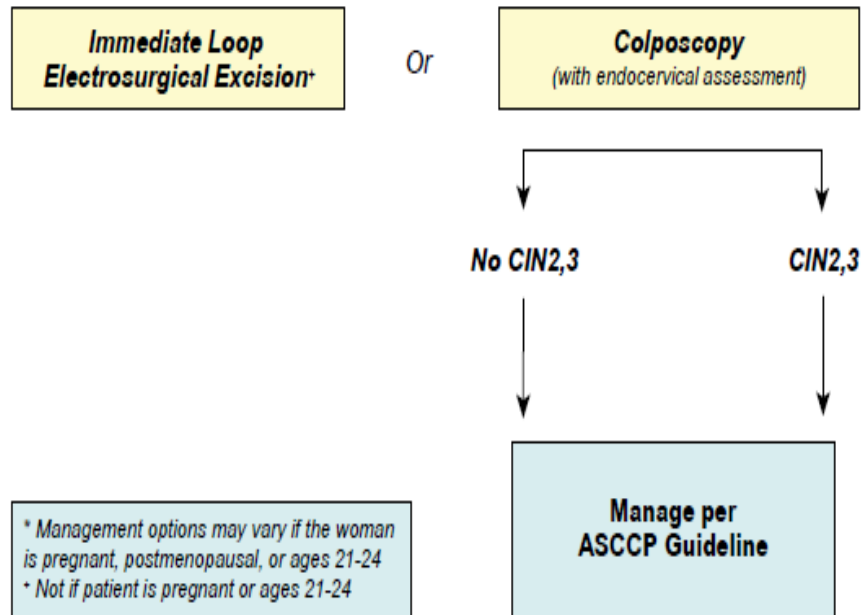 Immediate Loop
Electrosurgical Excision⁺
Or
Colposcopy
(with endocervical assessment)
No CIN2,3
CIN2,3
Manage per
ASCCP Guideline
* Management options may vary if the woman
is pregnant, postmenopausal, or ages 21-24
⁺ Not if patient is pregnant or ages 21-24